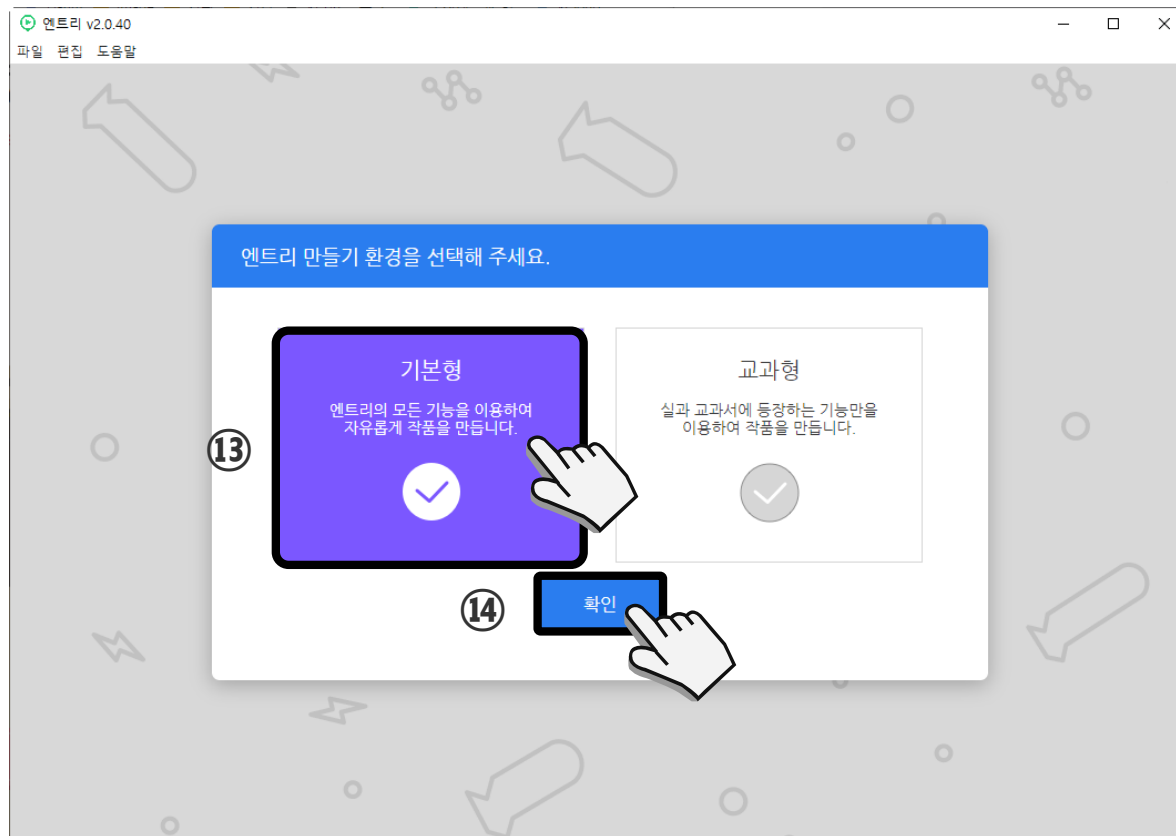 엔트리 v2.0.40
파일 편집 도움말
엔트리 만들기 환경을 선택해 주세요.
기본형
엔트리의 모든 기능을 이용하여
자유롭게 작품을 만듭니다.
교과형
실과 교과서에 등장하는 기능만을
이용하여 작품을 만듭니다.
⑬
⑭
확인